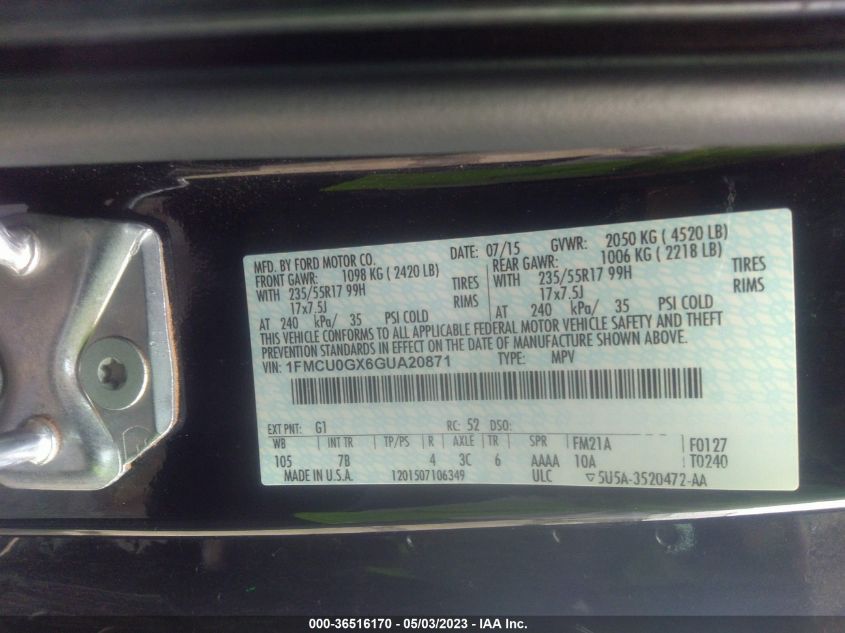 MFD. BY FORD MOTOR CO. DATE: 07/15 GVWR: 2050 KG ( 4520 LB)
FRONT GAWR: 1098 KG ( 2420 LB) REAR GAWR: 1006 KG ( 2218 LB)
WITH 235/55R17 99H TIRES WITH 235/55R17 99H TIRES
17x7.5J RIMS 17x7.5J RIMS
AT 240 kPa/ 35 PSI COLD AT 240 kPa/ 35 PSI COLD
THIS VEHICLE CONFORMS TO ALL APPLICABLE FEDERAL MOTOR VEHICLE SAFETY AND THEFT
PREVENTION STANDARDS IN EFFECT ON THE DATE OF MANUFACTURE SHOWN ABOVE.
VIN: 1FMCU0GX6GUA20871 TYPE: MPV
EXT PNT: G1 RC: 52 DSO:
WB INT TR TP/PS R AXLE TR SPR FM21A F0127
105 7B 4 3C 6 AAAA 10A T0240
MADE IN U.S.A. 1201507106349 ULC ▽5U5A-3520472-AA
000-36516170 - 05/03/2023 - IAA Inc.